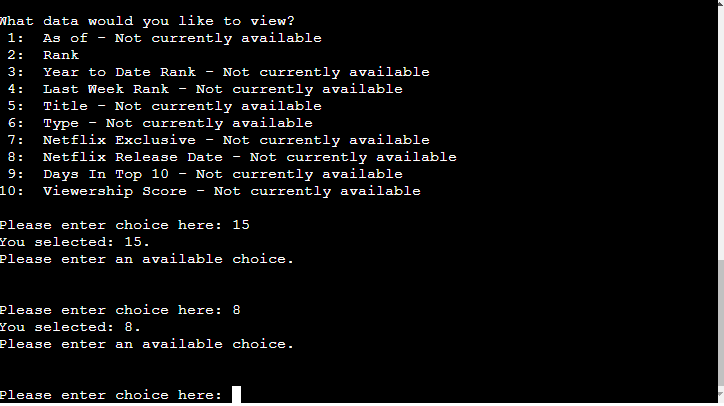 What data would you like to view?
1:  As of - Not currently available
2:  Rank
3:  Year to Date Rank - Not currently available
4:  Last Week Rank - Not currently available
5:  Title - Not currently available
6:  Type - Not currently available
7:  Netflix Exclusive - Not currently available
8:  Netflix Release Date - Not currently available
9:  Days In Top 10 - Not currently available
10:  Viewership Score - Not currently available
Please enter choice here: 15
You selected: 15.
Please enter an available choice.
Please enter choice here: 8
You selected: 8.
Please enter an available choice.
Please enter choice here: